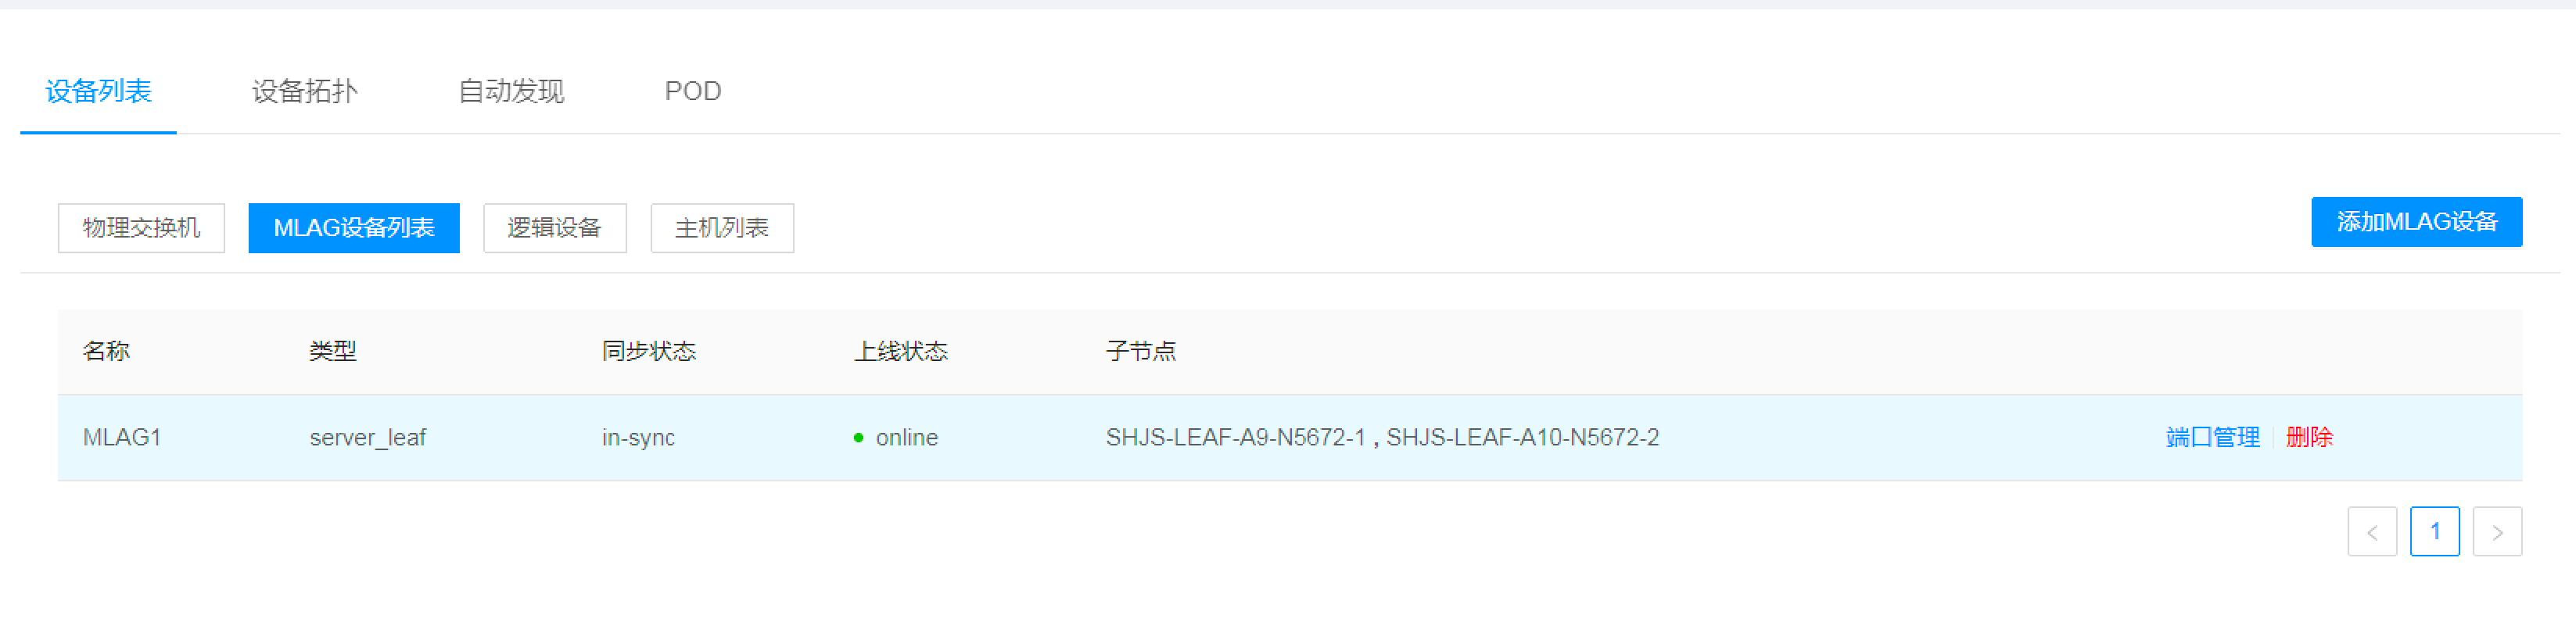 设备列表 设备拓扑 自动发现 POD
物理交换机 MLAG设备列表 逻辑设备 主机列表 添加MLAG设备
名称 类型 同步状态 上线状态 子节点
MLAG1 server_leaf in-sync online SHJS-LEAF-A9-N5672-1 , SHJS-LEAF-A10-N5672-2 端口管理 删除
< 1 >